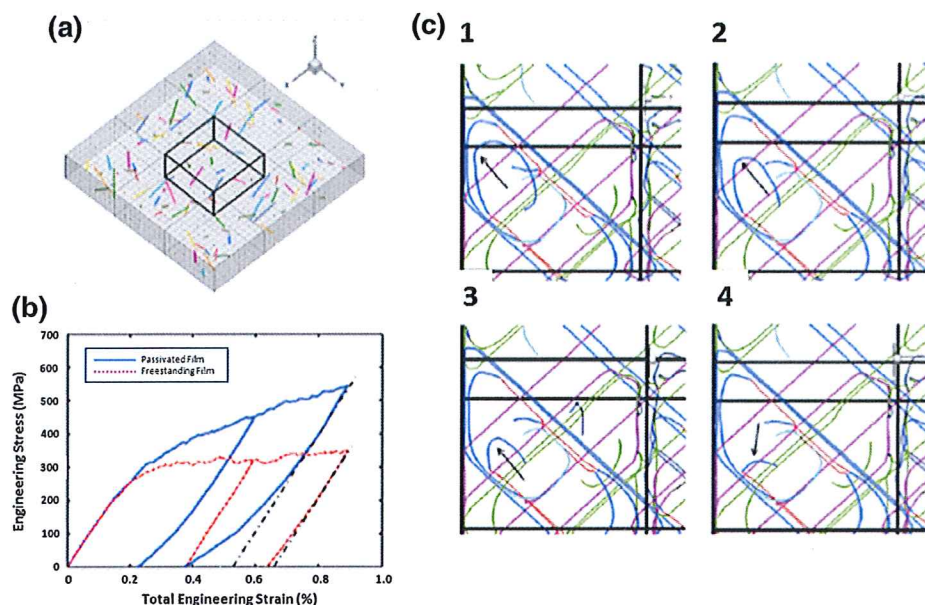 (a)
(c)
1
2
3
4
(b)
700
600
500
400
300
200
100
0
Engineering Stress (MPa)
Passivated Film
Freestanding Film
0
0.2
0.4
0.6
0.8
1.0
Total Engineering Strain (%)